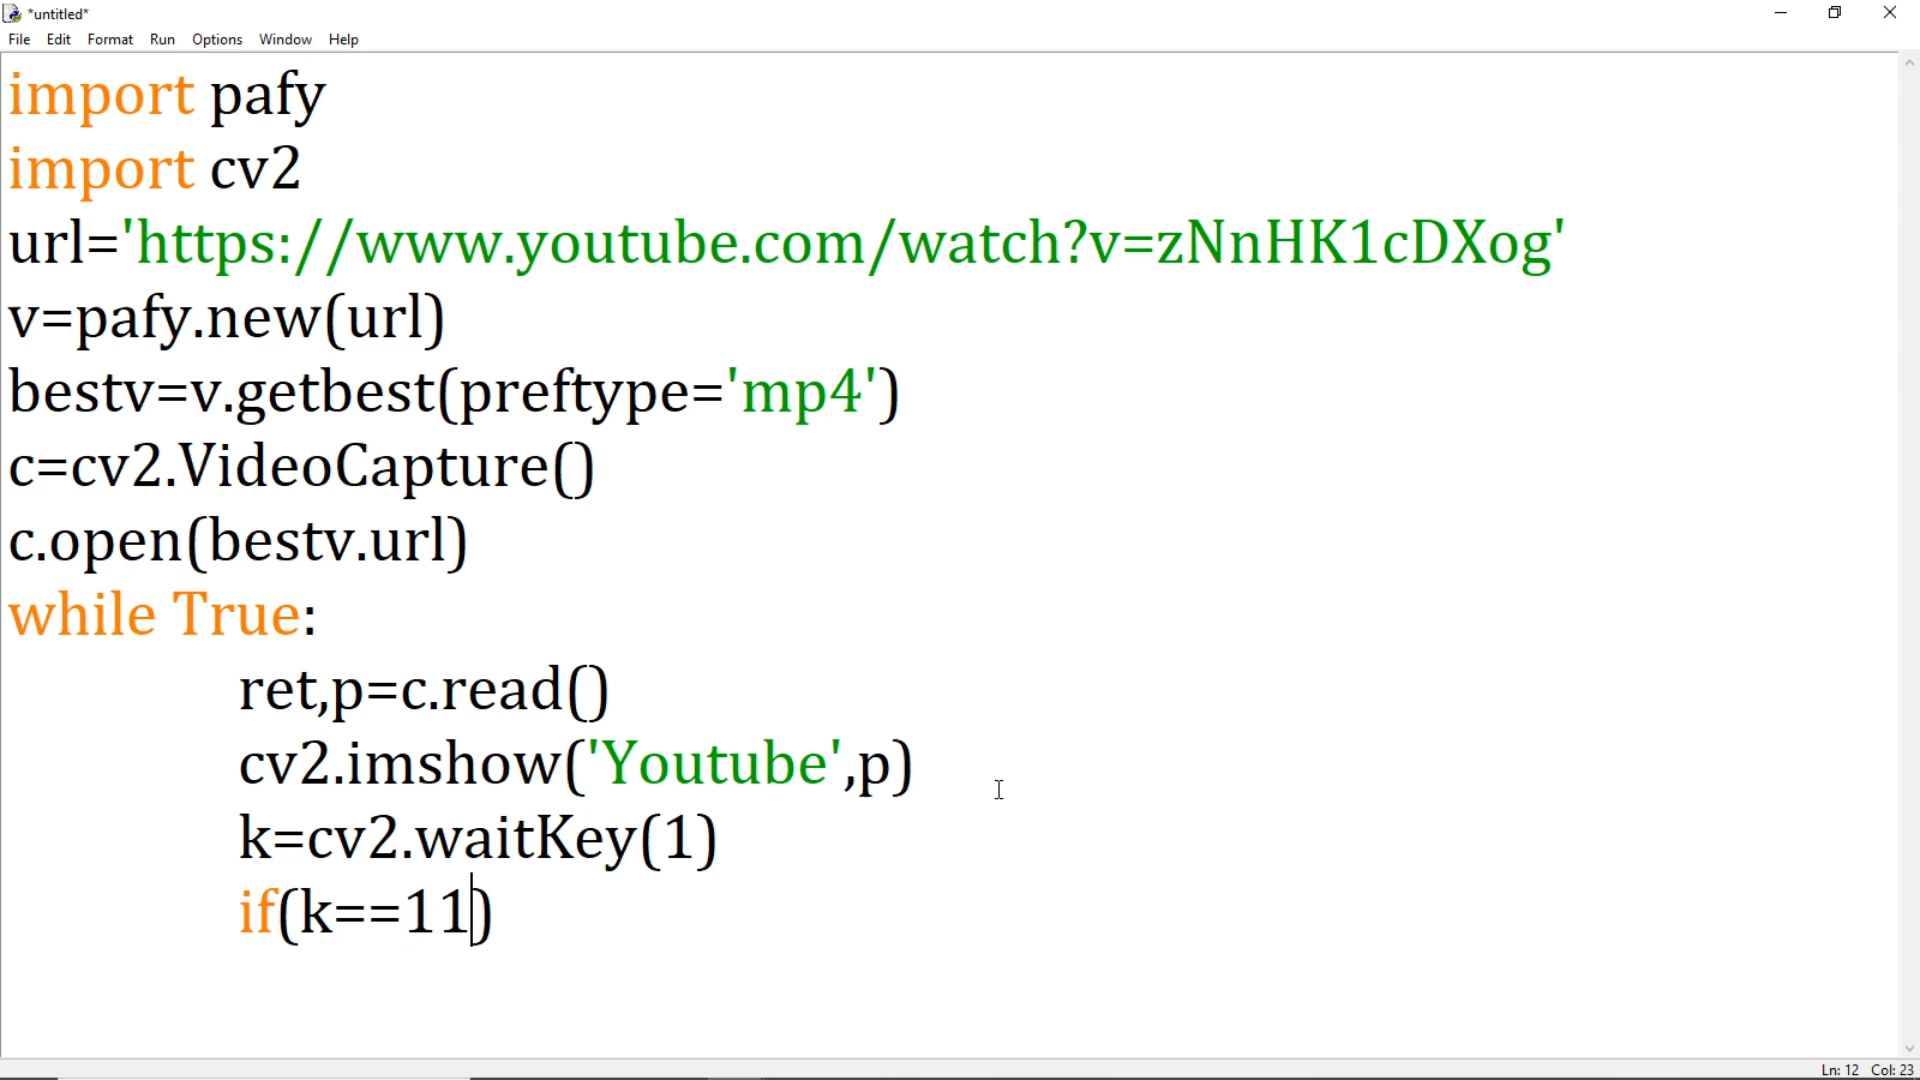 *untitled*
File Edit Format Run Options Window Help
import pafy
import cv2
url='https://www.youtube.com/watch?v=zNnHK1cDXog'
v=pafy.new(url)
bestv=v.getbest(preftype='mp4')
c=cv2.VideoCapture()
c.open(bestv.url)
while True:
ret,p=c.read()
cv2.imshow('Youtube',p)
k=cv2.waitKey(1)
if(k==11)
Ln: 12 Col: 23